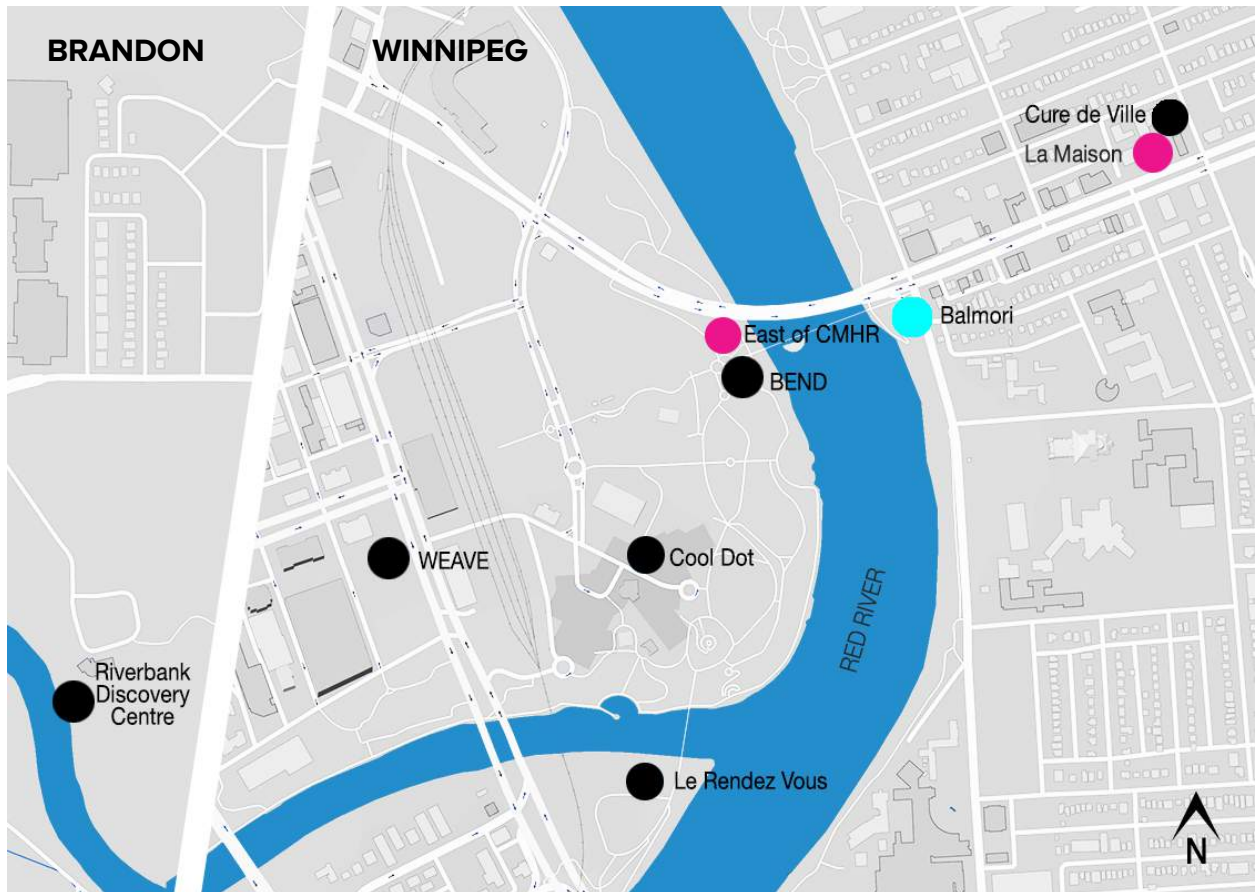 BRANDON
WINNIPEG
Cure de Ville
La Maison
Balmori
East of CMHR
BEND
WEAVE
Cool Dot
RED RIVER
Riverbank
Discovery
Centre
Le Rendez Vous
N